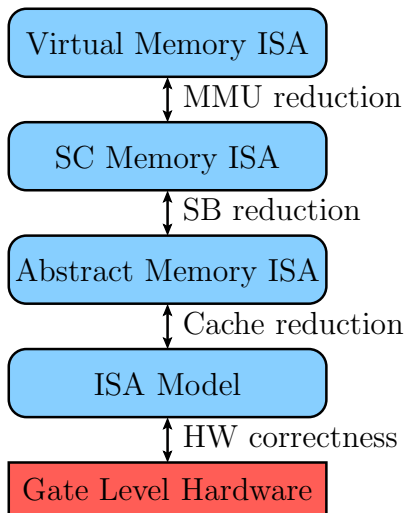 Virtual Memory ISA
MMU reduction
SC Memory ISA
SB reduction
Abstract Memory ISA
Cache reduction
ISA Model
HW correctness
Gate Level Hardware